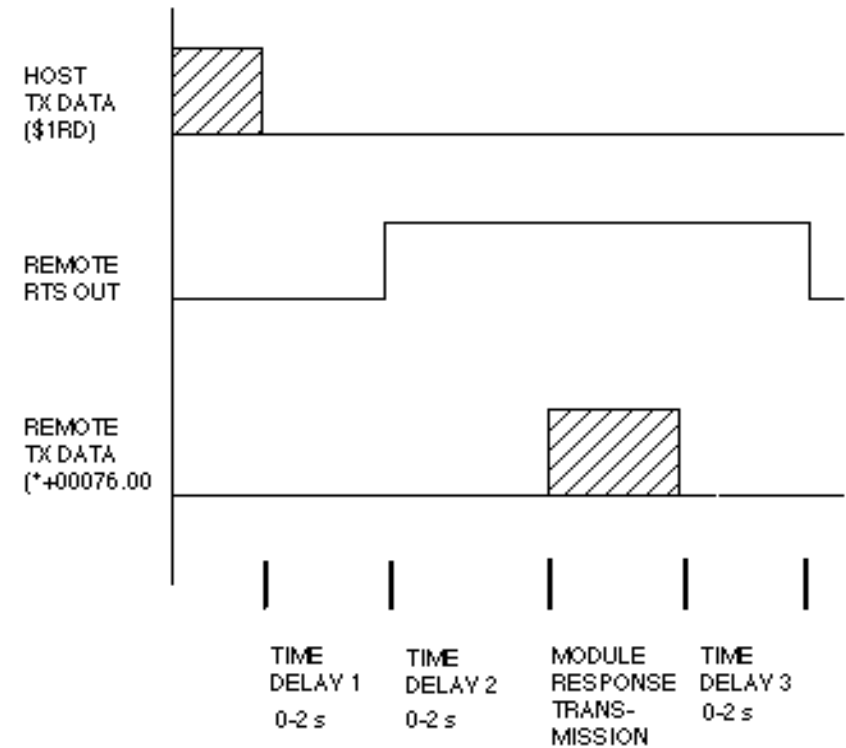 HOST
TX DATA
($1RD)
REMOTE
RTS OUT
REMOTE
TX DATA
(*+00076.00
TIME
DELAY 1
0-2 s
TIME
DELAY 2
0-2 s
MODULE
RESPONSE
TRANS-
MISSION
TIME
DELAY 3
0-2 s